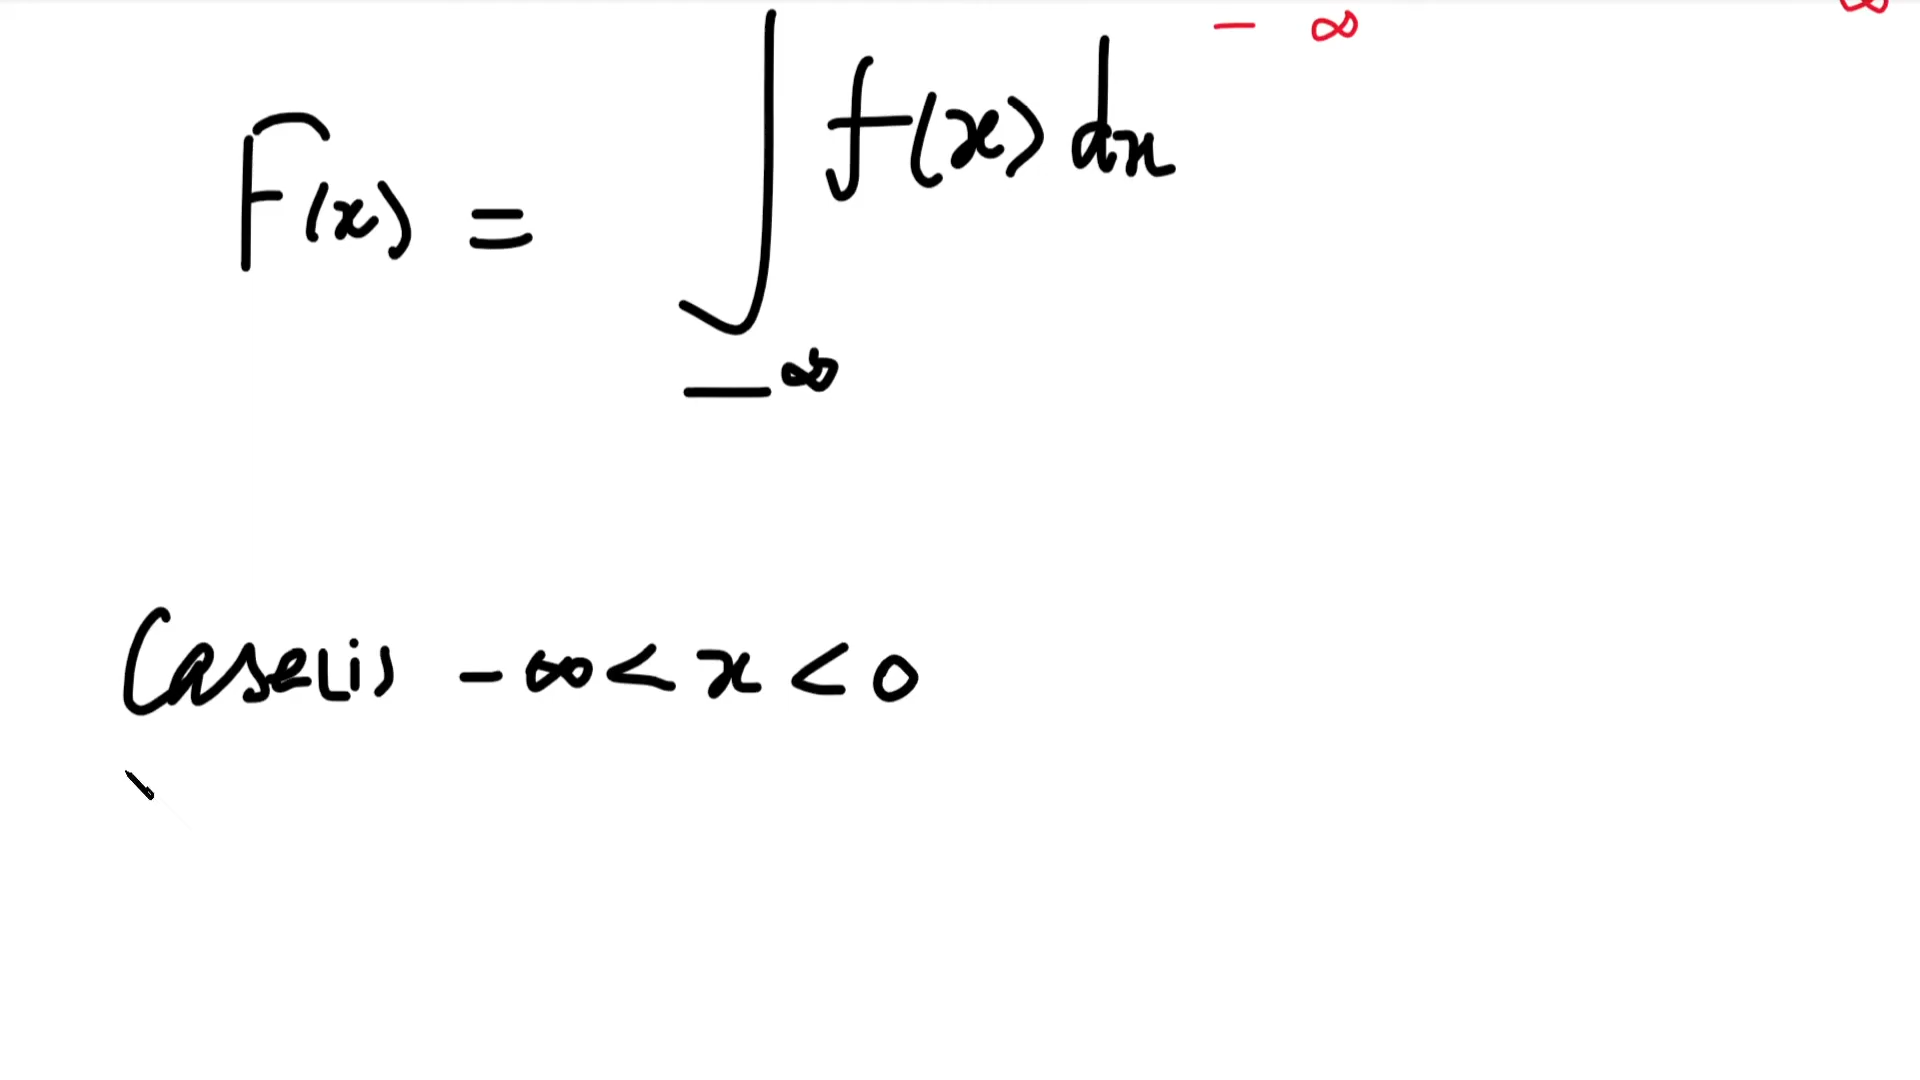 - ∞
F(x) = ∫ f(x) dx
-∞
Case(i) -∞ < x < 0